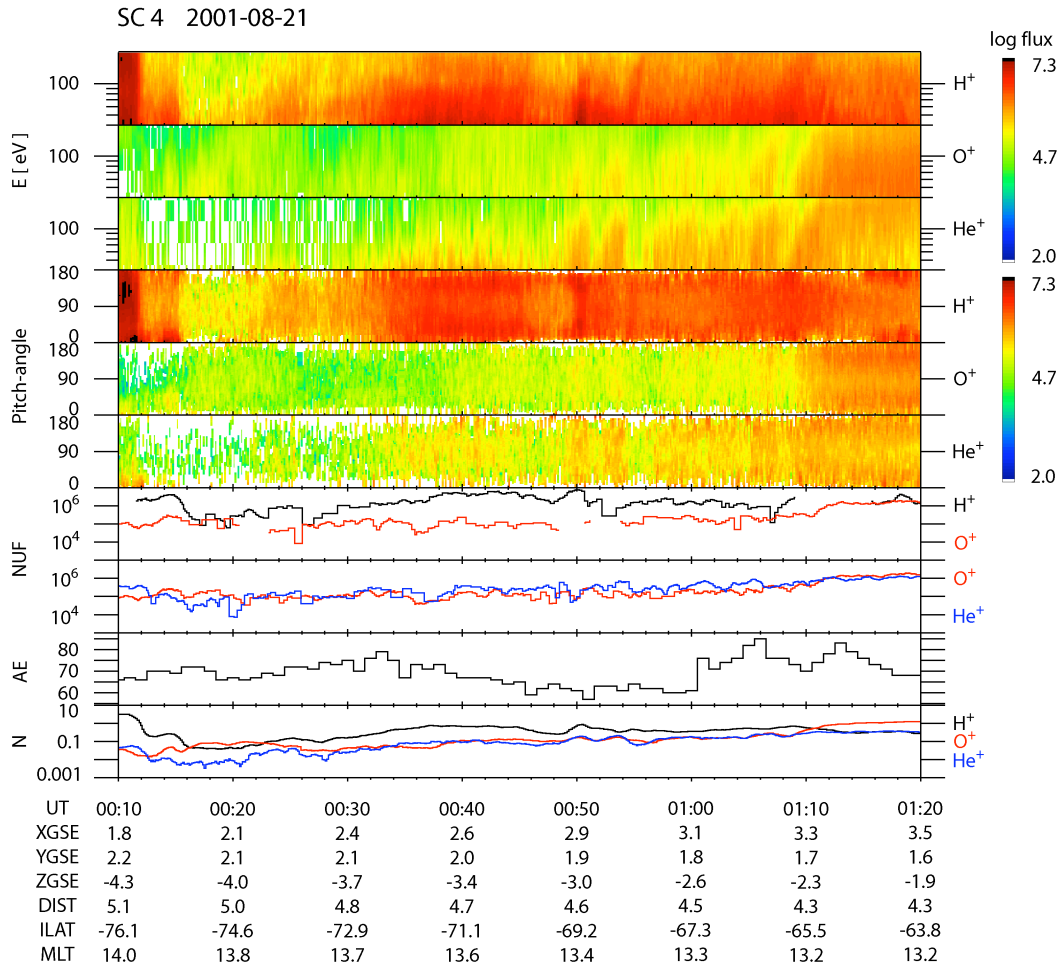 SC 4 2001-08-21
log flux
E [ eV ]
100 H⁺
100 O⁺
100 He⁺
7.3
4.7
2.0
Pitch-angle
180
90 H⁺
0
180
90 O⁺
0
180
90 He⁺
0
7.3
4.7
2.0
NUF
10⁶ H⁺
10⁴ O⁺
10⁶ O⁺
10⁴ He⁺
AE
80
70
60
N
10 H⁺
0.1 O⁺
0.001 He⁺
UT 00:10 00:20 00:30 00:40 00:50 01:00 01:10 01:20
XGSE 1.8 2.1 2.4 2.6 2.9 3.1 3.3 3.5
YGSE 2.2 2.1 2.1 2.0 1.9 1.8 1.7 1.6
ZGSE -4.3 -4.0 -3.7 -3.4 -3.0 -2.6 -2.3 -1.9
DIST 5.1 5.0 4.8 4.7 4.6 4.5 4.3 4.3
ILAT -76.1 -74.6 -72.9 -71.1 -69.2 -67.3 -65.5 -63.8
MLT 14.0 13.8 13.7 13.6 13.4 13.3 13.2 13.2